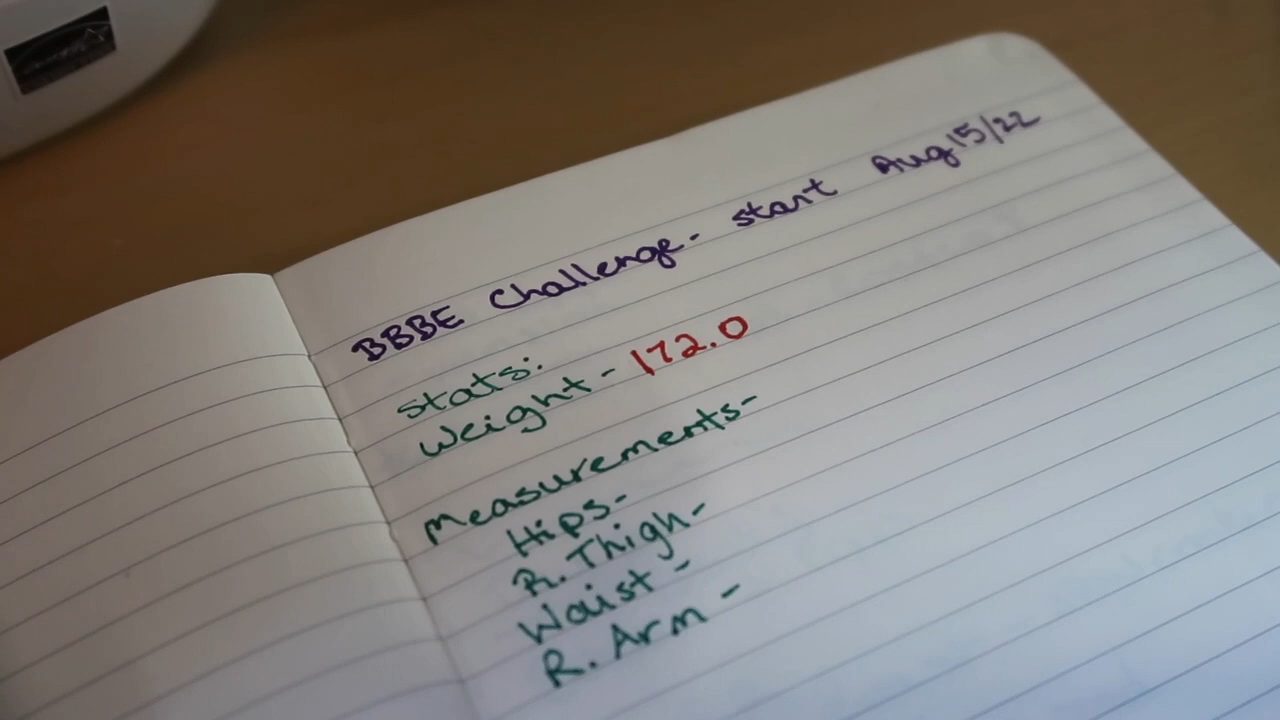 BBBE Challenge - start Aug 15/22
Stats:
Weight - 172.0
Measurements -
Hips -
R. Thigh -
Waist -
R. Arm -